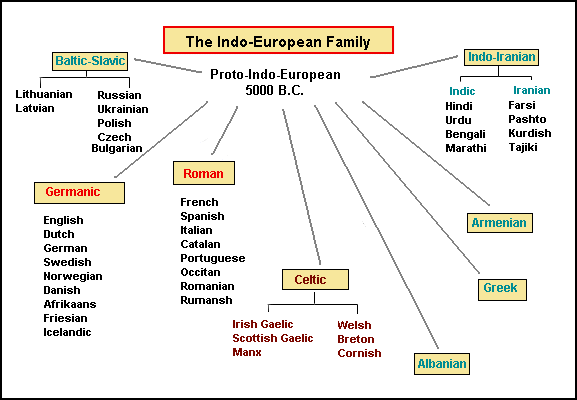 The Indo-European Family
Proto-Indo-European
5000 B.C.
Baltic-Slavic
Lithuanian
Latvian
Russian
Ukrainian
Polish
Czech
Bulgarian
Indo-Iranian
Indic
Hindi
Urdu
Bengali
Marathi
Iranian
Farsi
Pashto
Kurdish
Tajiki
Germanic
English
Dutch
German
Swedish
Norwegian
Danish
Afrikaans
Friesian
Icelandic
Roman
French
Spanish
Italian
Catalan
Portuguese
Occitan
Romanian
Rumansh
Celtic
Irish Gaelic
Scottish Gaelic
Manx
Welsh
Breton
Cornish
Armenian
Greek
Albanian